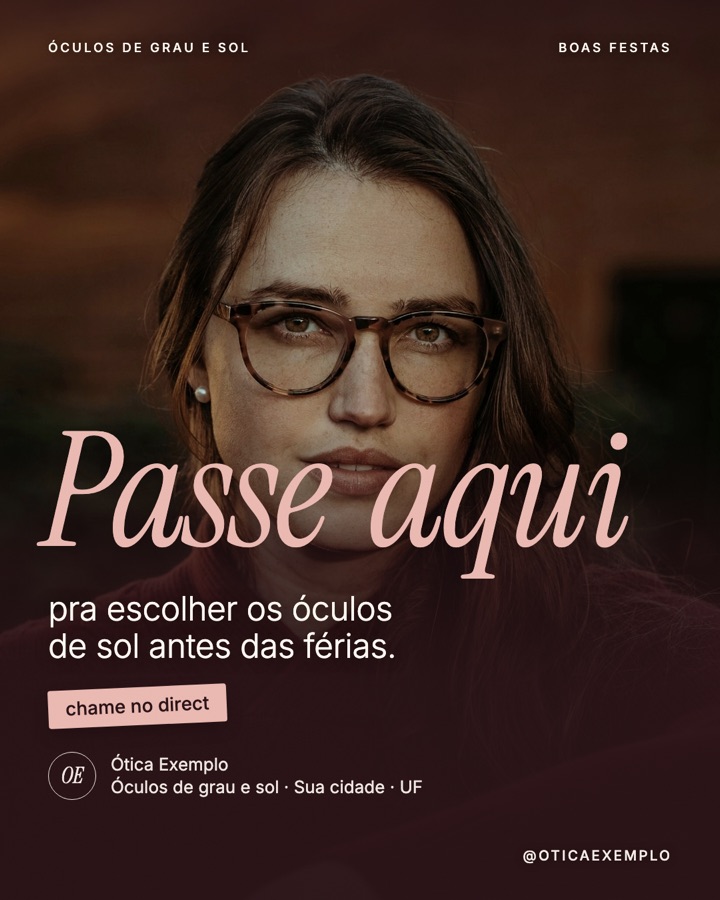 ÓCULOS DE GRAU E SOL
BOAS FESTAS
Passe aqui
pra escolher os óculos
de sol antes das férias.
chame no direct
OE
Ótica Exemplo
Óculos de grau e sol · Sua cidade · UF
@OTICAEXEMPLO